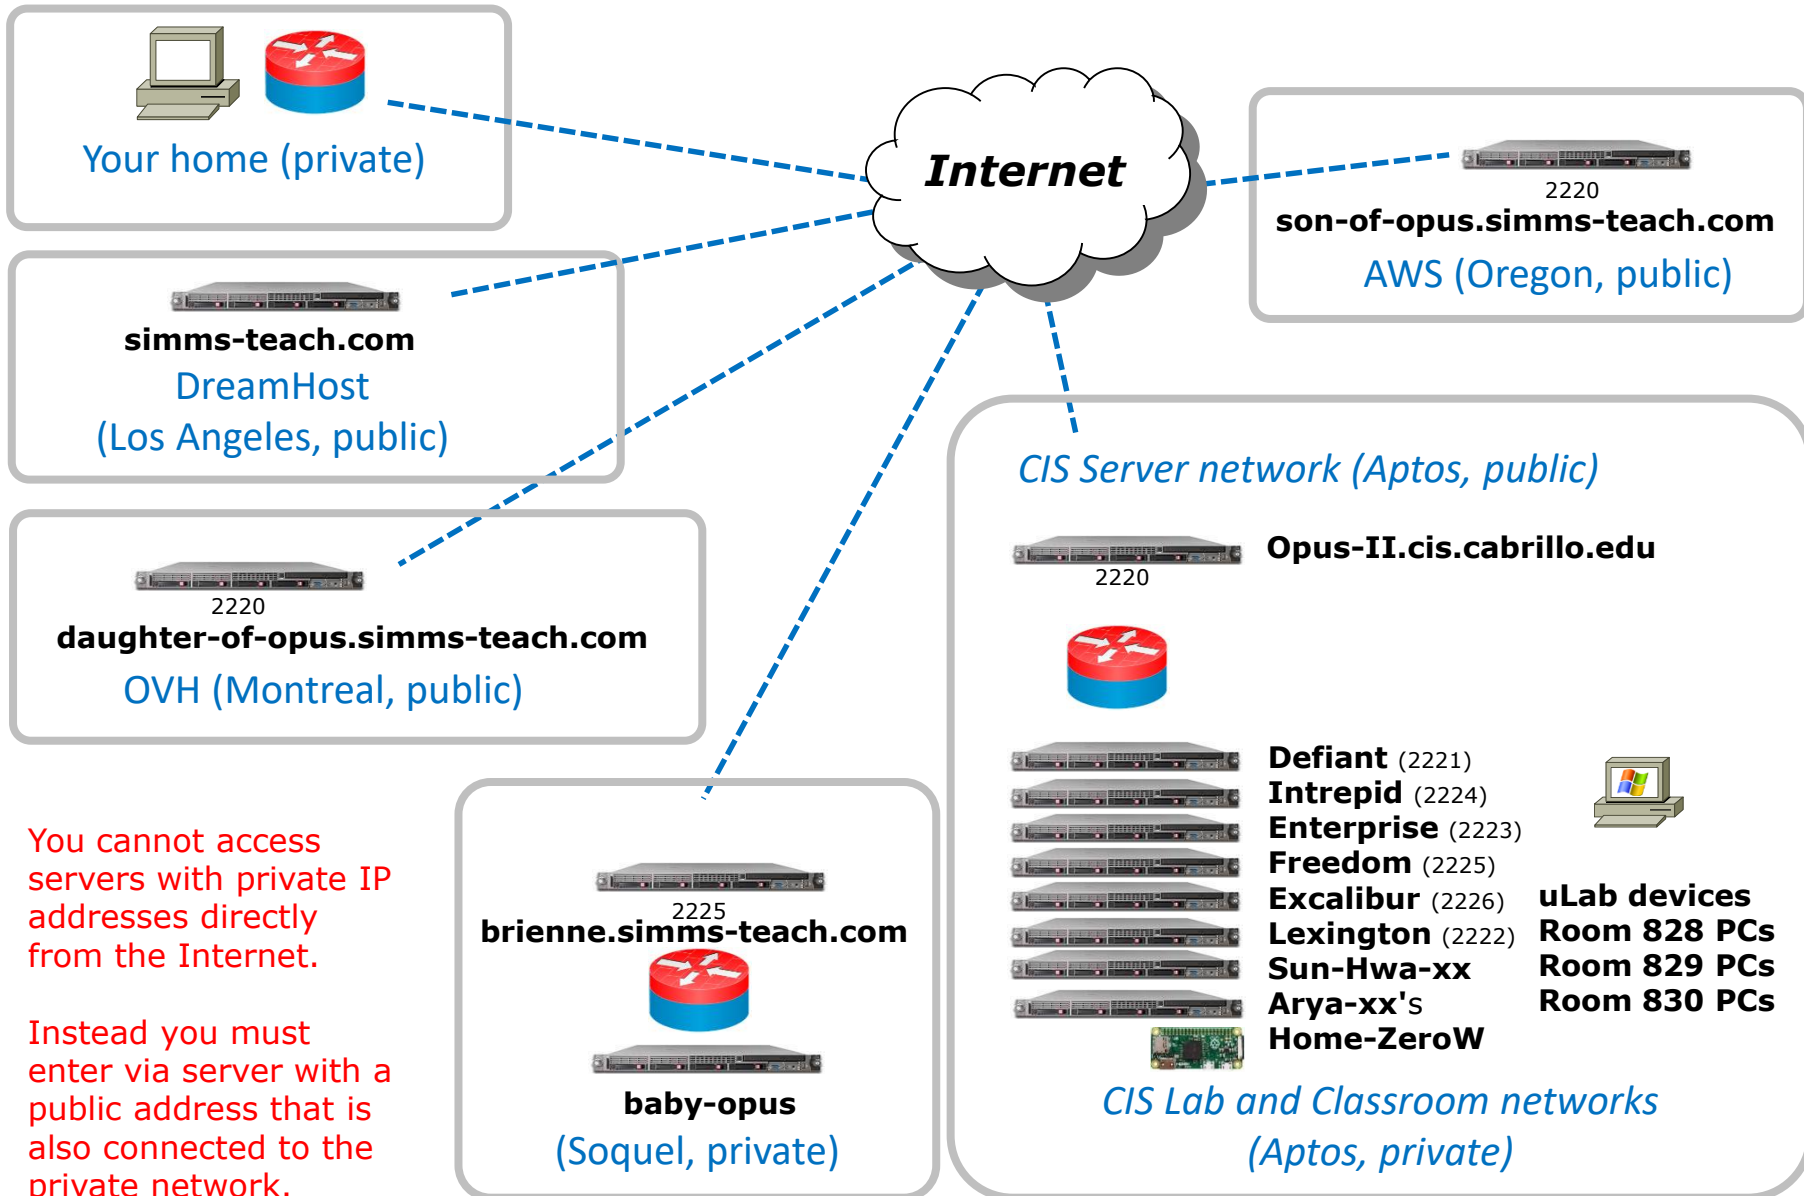 Your home (private)
Internet
2220
son-of-opus.simms-teach.com
AWS (Oregon, public)
simms-teach.com
DreamHost
(Los Angeles, public)
2220
daughter-of-opus.simms-teach.com
OVH (Montreal, public)
CIS Server network (Aptos, public)
Opus-II.cis.cabrillo.edu
2220
Defiant (2221)
Intrepid (2224)
Enterprise (2223)
Freedom (2225)
Excalibur (2226)
Lexington (2222)
Sun-Hwa-xx
Arya-xx's
Home-ZeroW
uLab devices
Room 828 PCs
Room 829 PCs
Room 830 PCs
CIS Lab and Classroom networks
(Aptos, private)
2225
brienne.simms-teach.com
baby-opus
(Soquel, private)
You cannot access
servers with private IP
addresses directly
from the Internet.
Instead you must
enter via server with a
public address that is
also connected to the
private network.